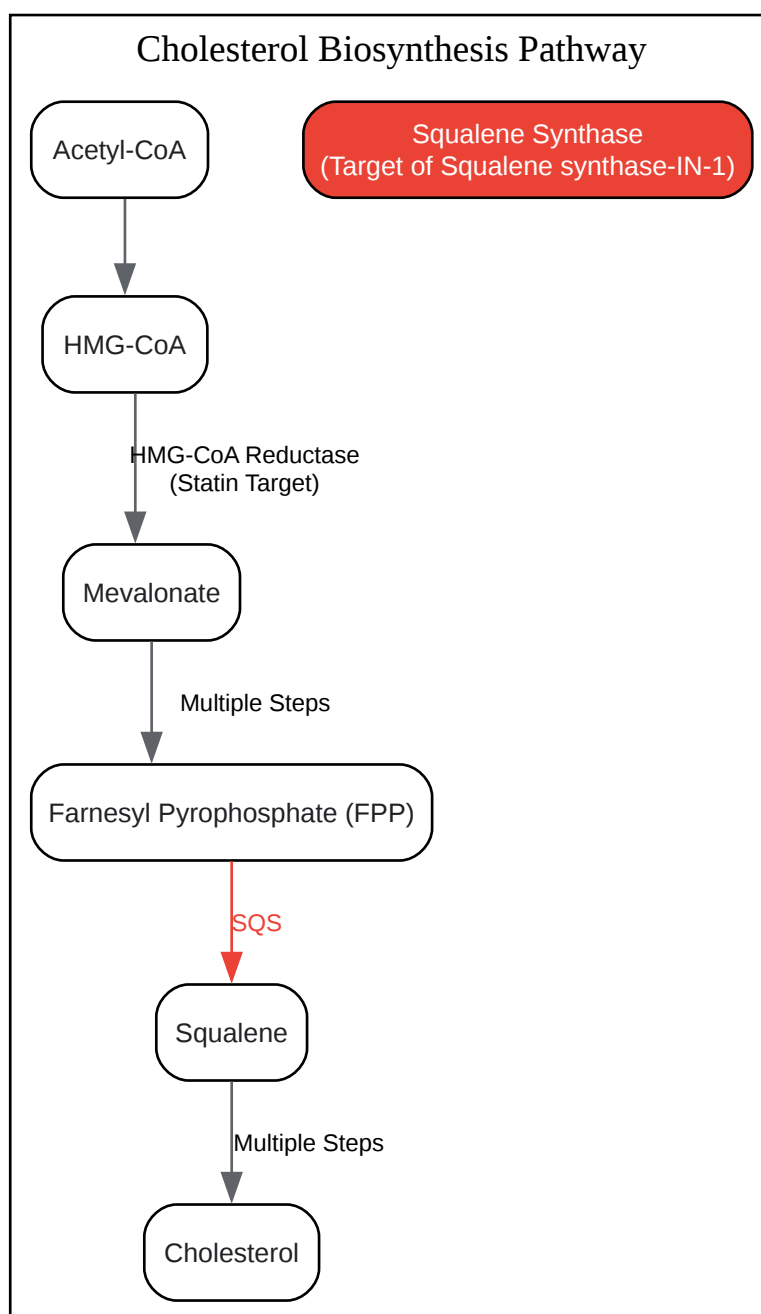 Cholesterol Biosynthesis Pathway
Acetyl-CoA
Squalene Synthase
(Target of Squalene synthase-IN-1)
HMG-CoA
HMG-CoA Reductase
(Statin Target)
Mevalonate
Multiple Steps
Farnesyl Pyrophosphate (FPP)
SQS
Squalene
Multiple Steps
Cholesterol